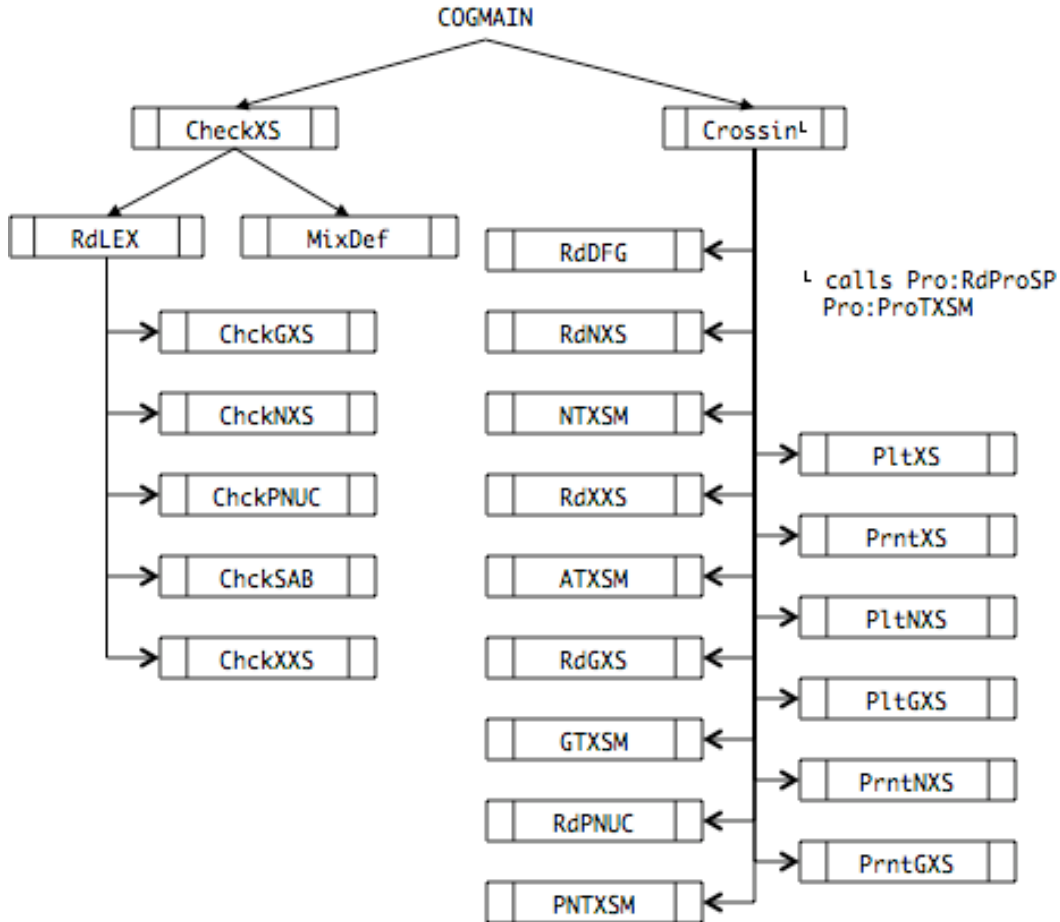 COGMAIN
CheckXS
Crossin└
RdLEX
MixDef
RdDFG
└ calls Pro:RdProSP
Pro:ProTXSM
ChckGXS
RdNXS
ChckNXS
NTXSM
PltXS
ChckPNUC
RdXXS
PrntXS
ChckSAB
ATXSM
PltNXS
ChckXXS
RdGXS
PltGXS
GTXSM
PrntNXS
RdPNUC
PrntGXS
PNTXSM